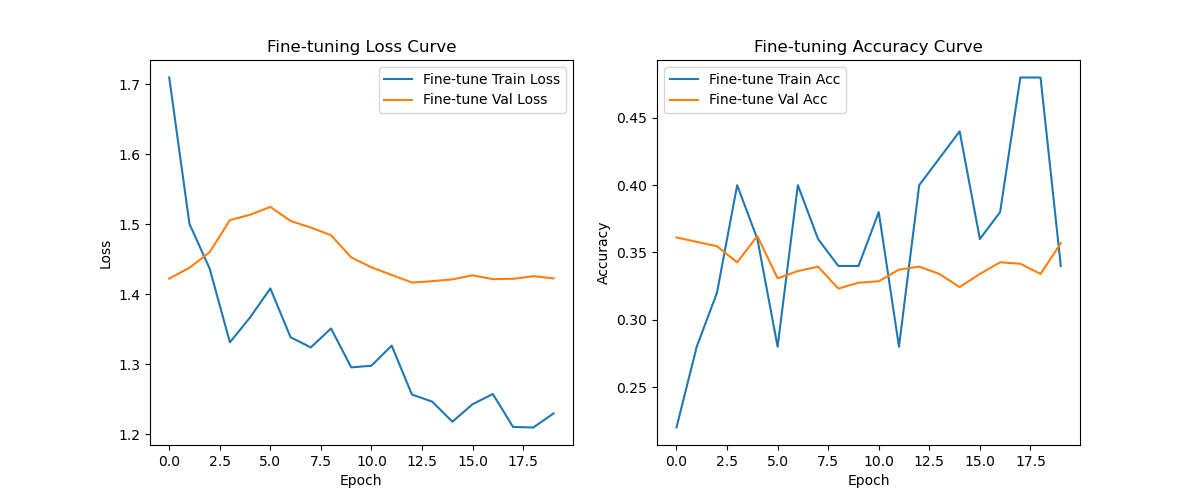 Fine-tuning Loss Curve
Fine-tune Train Loss
Fine-tune Val Loss
Loss
1.7
1.6
1.5
1.4
1.3
1.2
0.0 2.5 5.0 7.5 10.0 12.5 15.0 17.5
Epoch
Fine-tuning Accuracy Curve
Fine-tune Train Acc
Fine-tune Val Acc
Accuracy
0.45
0.40
0.35
0.30
0.25
0.0 2.5 5.0 7.5 10.0 12.5 15.0 17.5
Epoch